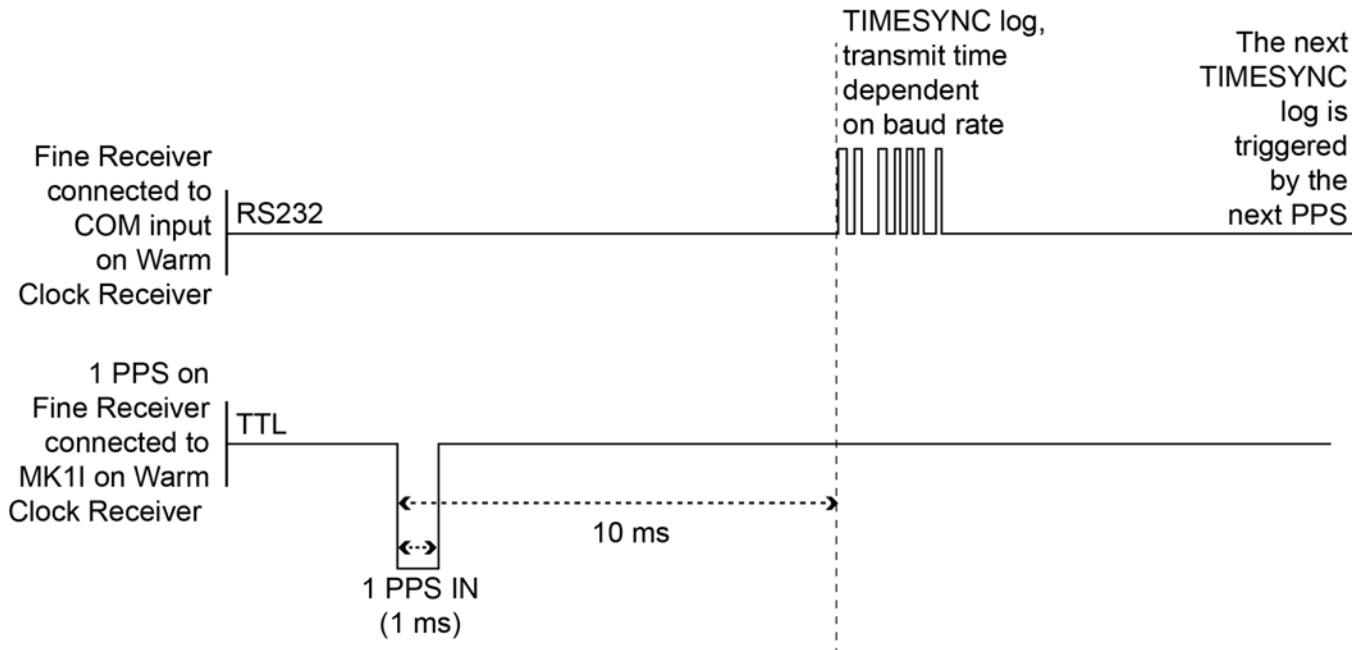 TIMESYNC log,
transmit time
dependent
on baud rate
The next
TIMESYNC
log is
triggered
by the
next PPS
Fine Receiver
connected to
COM input
on Warm
Clock Receiver
RS232
1 PPS on
Fine Receiver
connected to
MK1I on Warm
Clock Receiver
TTL
10 ms
1 PPS IN
(1 ms)